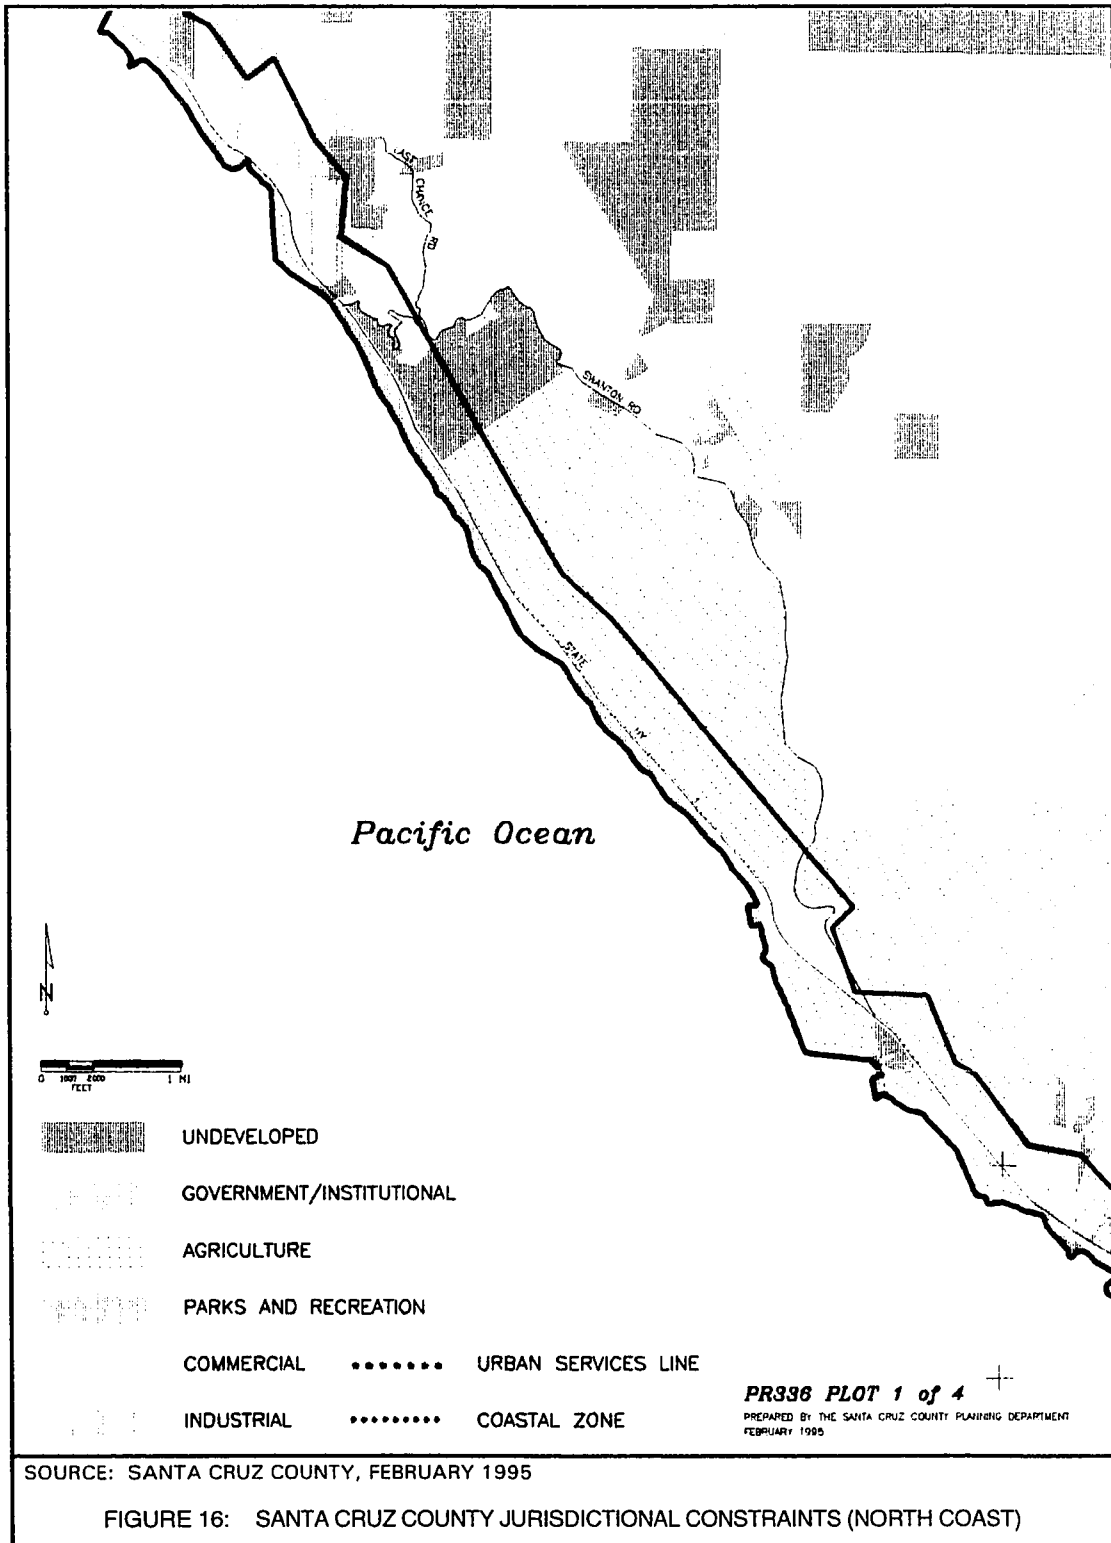 LAST CHANCE RD
SWANTON RD
STATE HY 1
Pacific Ocean
N
0 1000 2000 1 MI
FEET
UNDEVELOPED
GOVERNMENT/INSTITUTIONAL
AGRICULTURE
PARKS AND RECREATION
COMMERCIAL URBAN SERVICES LINE
INDUSTRIAL COASTAL ZONE
PR336 PLOT 1 of 4
PREPARED BY THE SANTA CRUZ COUNTY PLANNING DEPARTMENT
FEBRUARY 1995
SOURCE: SANTA CRUZ COUNTY, FEBRUARY 1995
FIGURE 16: SANTA CRUZ COUNTY JURISDICTIONAL CONSTRAINTS (NORTH COAST)